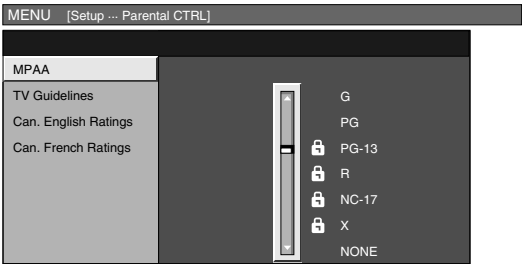 MENU [Setup ··· Parental CTRL]
MPAA
TV Guidelines
Can. English Ratings
Can. French Ratings
G
PG
PG-13
R
NC-17
X
NONE